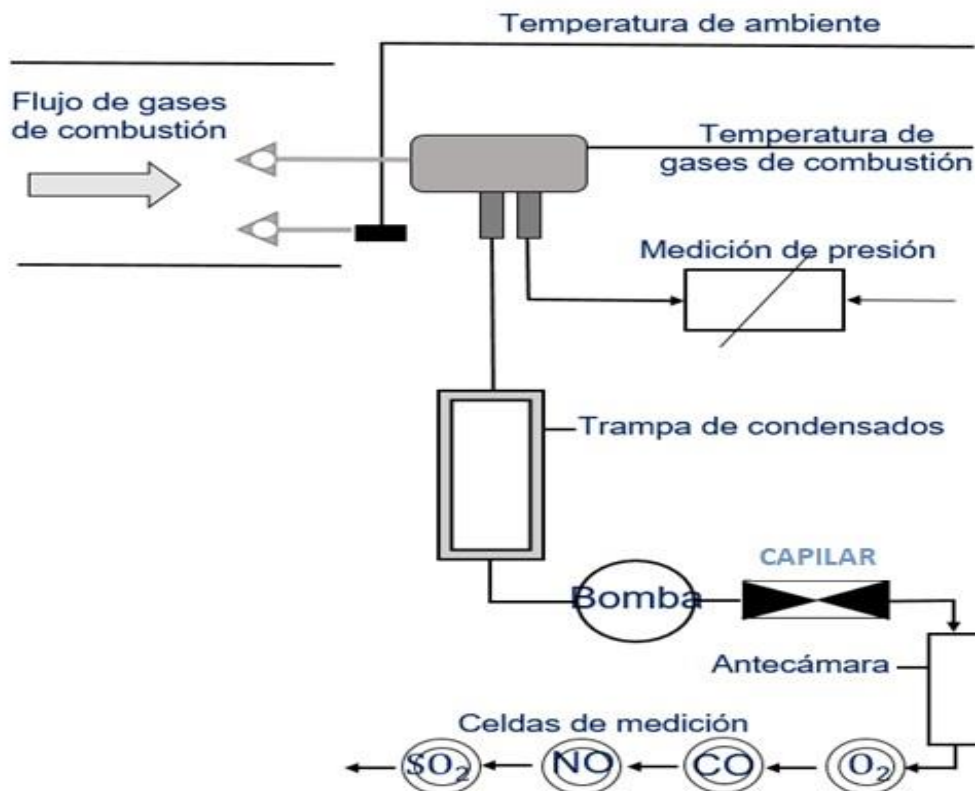 Temperatura de ambiente
Flujo de gases
de combustión
Temperatura de
gases de combustión
Medición de presión
Trampa de condensados
CAPILAR
Bomba
Antecámara
Celdas de medición
SO₂
NO
CO
O₂